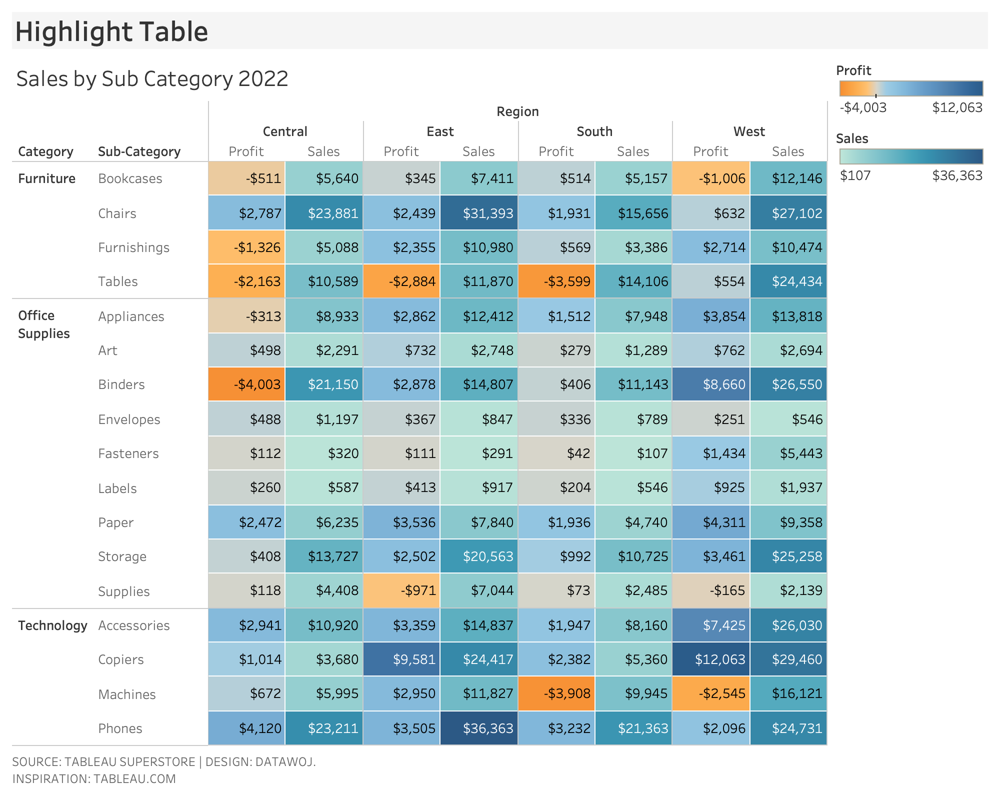 Highlight Table
Sales by Sub Category 2022
Profit
-$4,003 $12,063
Sales
$107 $36,363
Region
Central East South West
Category Sub-Category Profit Sales Profit Sales Profit Sales Profit Sales
Furniture Bookcases -$511 $5,640 $345 $7,411 $514 $5,157 -$1,006 $12,146
Chairs $2,787 $23,881 $2,439 $31,393 $1,931 $15,656 $632 $27,102
Furnishings -$1,326 $5,088 $2,355 $10,980 $569 $3,386 $2,714 $10,474
Tables -$2,163 $10,589 -$2,884 $11,870 -$3,599 $14,106 $554 $24,434
Office Appliances -$313 $8,933 $2,862 $12,412 $1,512 $7,948 $3,854 $13,818
Supplies
Art $498 $2,291 $732 $2,748 $279 $1,289 $762 $2,694
Binders -$4,003 $21,150 $2,878 $14,807 $406 $11,143 $8,660 $26,550
Envelopes $488 $1,197 $367 $847 $336 $789 $251 $546
Fasteners $112 $320 $111 $291 $42 $107 $1,434 $5,443
Labels $260 $587 $413 $917 $204 $546 $925 $1,937
Paper $2,472 $6,235 $3,536 $7,840 $1,936 $4,740 $4,311 $9,358
Storage $408 $13,727 $2,502 $20,563 $992 $10,725 $3,461 $25,258
Supplies $118 $4,408 -$971 $7,044 $73 $2,485 -$165 $2,139
Technology Accessories $2,941 $10,920 $3,359 $14,837 $1,947 $8,160 $7,425 $26,030
Copiers $1,014 $3,680 $9,581 $24,417 $2,382 $5,360 $12,063 $29,460
Machines $672 $5,995 $2,950 $11,827 -$3,908 $9,945 -$2,545 $16,121
Phones $4,120 $23,211 $3,505 $36,363 $3,232 $21,363 $2,096 $24,731
SOURCE: TABLEAU SUPERSTORE | DESIGN: DATAWOJ.
INSPIRATION: TABLEAU.COM